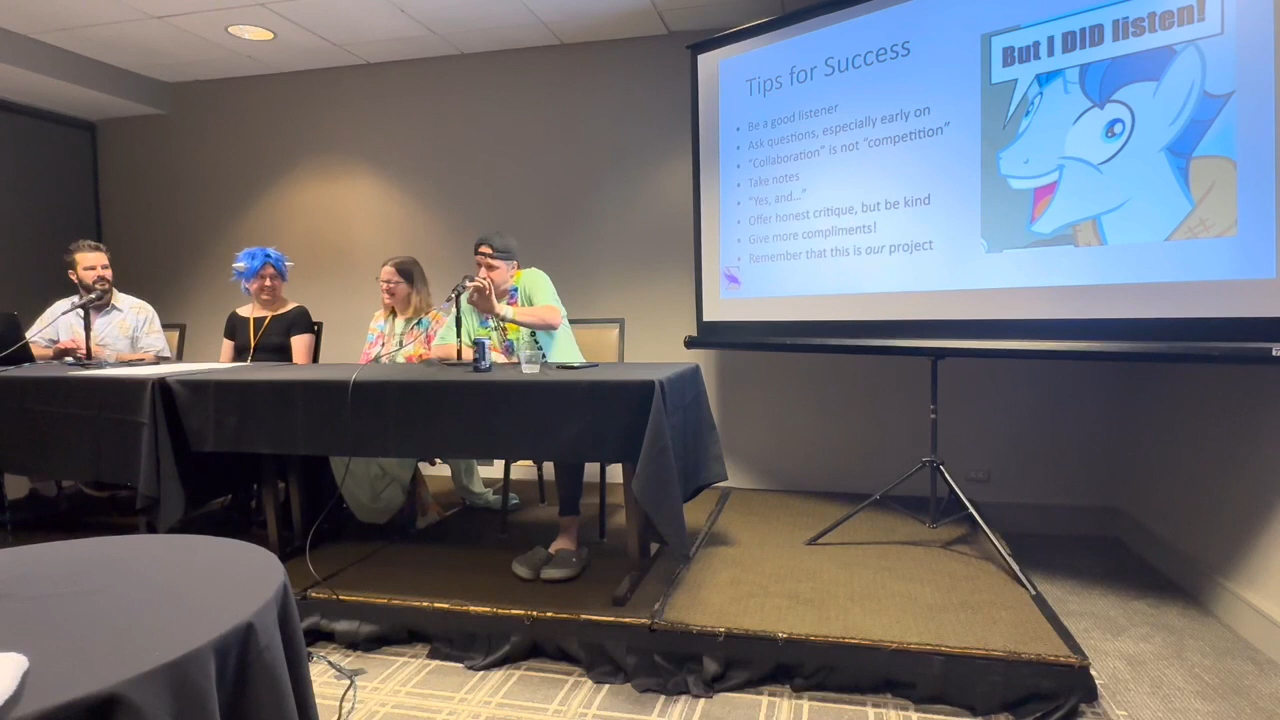 But I DID listen!
Tips for Success
• Be a good listener
• Ask questions, especially early on
• "Collaboration" is not "competition"
• Take notes
• "Yes, and..."
• Offer honest critique, but be kind
• Give more compliments!
• Remember that this is our project